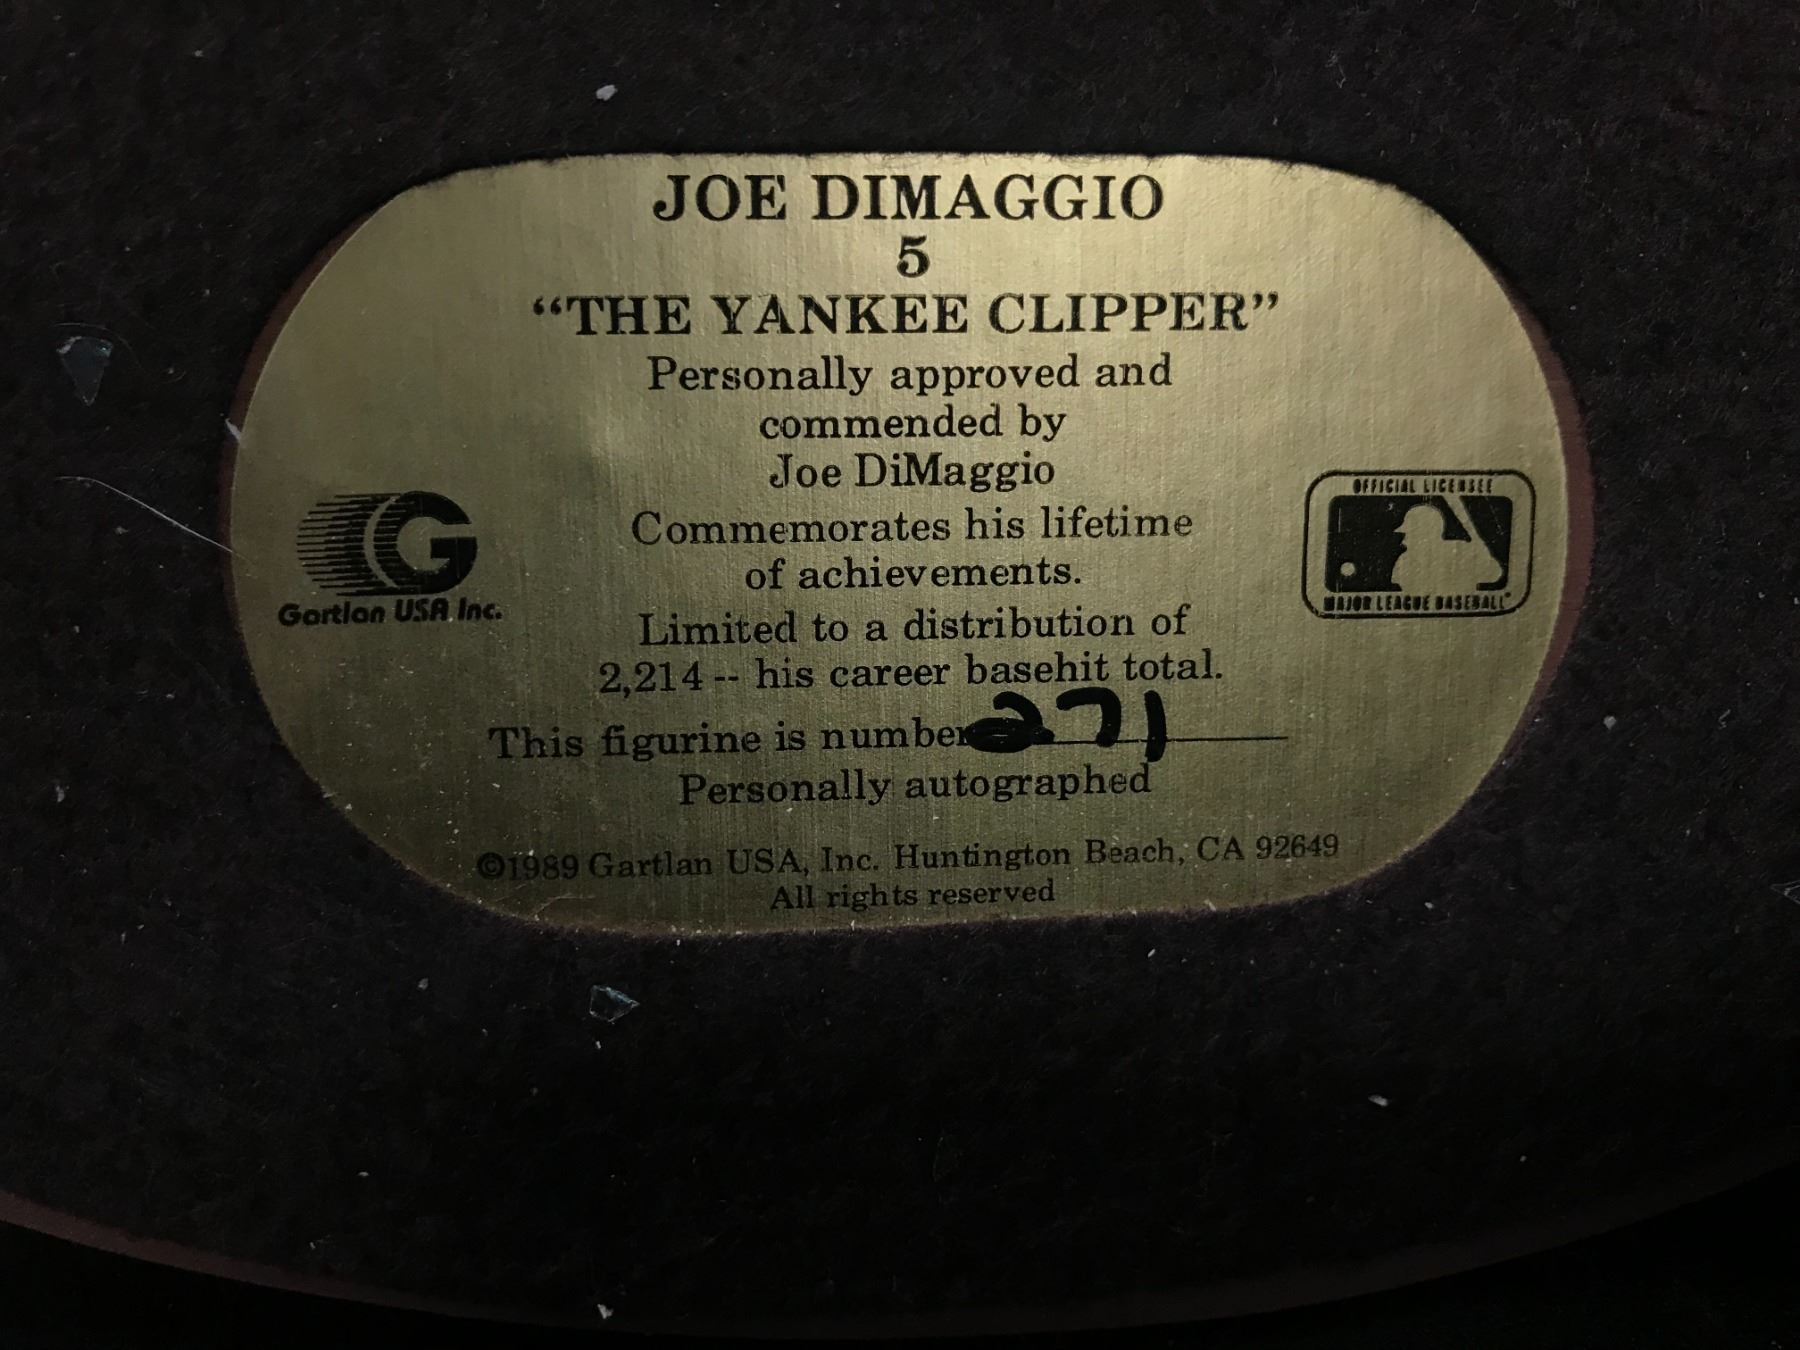 JOE DIMAGGIO
5
“THE YANKEE CLIPPER”
Personally approved and
commended by
Joe DiMaggio
Commemorates his lifetime
of achievements.
Limited to a distribution of
2,214 -- his career basehit total.
This figurine is number 271
Personally autographed
©1989 Gartlan USA, Inc. Huntington Beach, CA 92649
All rights reserved
G
Gartlan USA Inc.
OFFICIAL LICENSEE
MAJOR LEAGUE BASEBALL